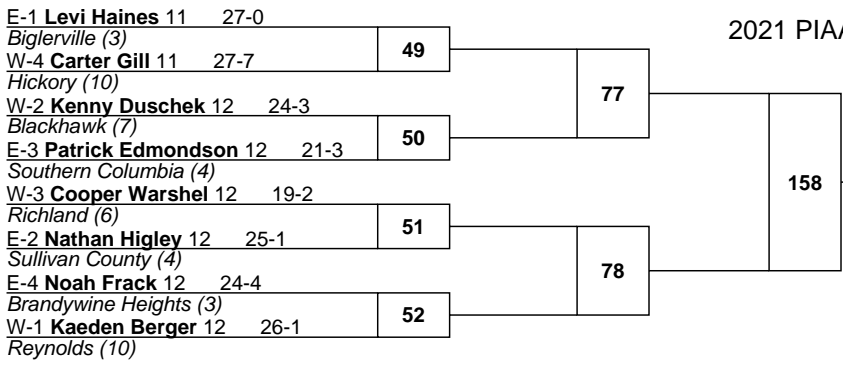 E-1 Levi Haines 11 27-0
Biglerville (3)
W-4 Carter Gill 11 27-7
Hickory (10)
W-2 Kenny Duschek 12 24-3
Blackhawk (7)
E-3 Patrick Edmondson 12 21-3
Southern Columbia (4)
W-3 Cooper Warshel 12 19-2
Richland (6)
E-2 Nathan Higley 12 25-1
Sullivan County (4)
E-4 Noah Frack 12 24-4
Brandywine Heights (3)
W-1 Kaeden Berger 12 26-1
Reynolds (10)
49
50
51
52
77
78
158
2021 PIAA